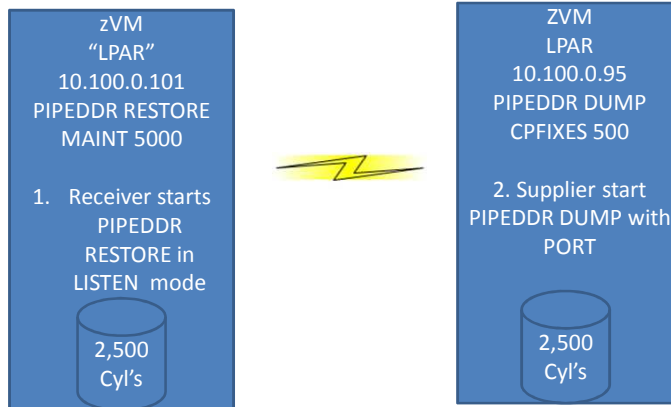 zVM
“LPAR”
10.100.0.101
PIPEDDR RESTORE
MAINT 5000
1. Receiver starts
PIPEDDR
RESTORE in
LISTEN mode
2,500
Cyl’s
ZVM
LPAR
10.100.0.95
PIPEDDR DUMP
CPFIXES 500
2. Supplier start
PIPEDDR DUMP with
PORT
2,500
Cyl’s